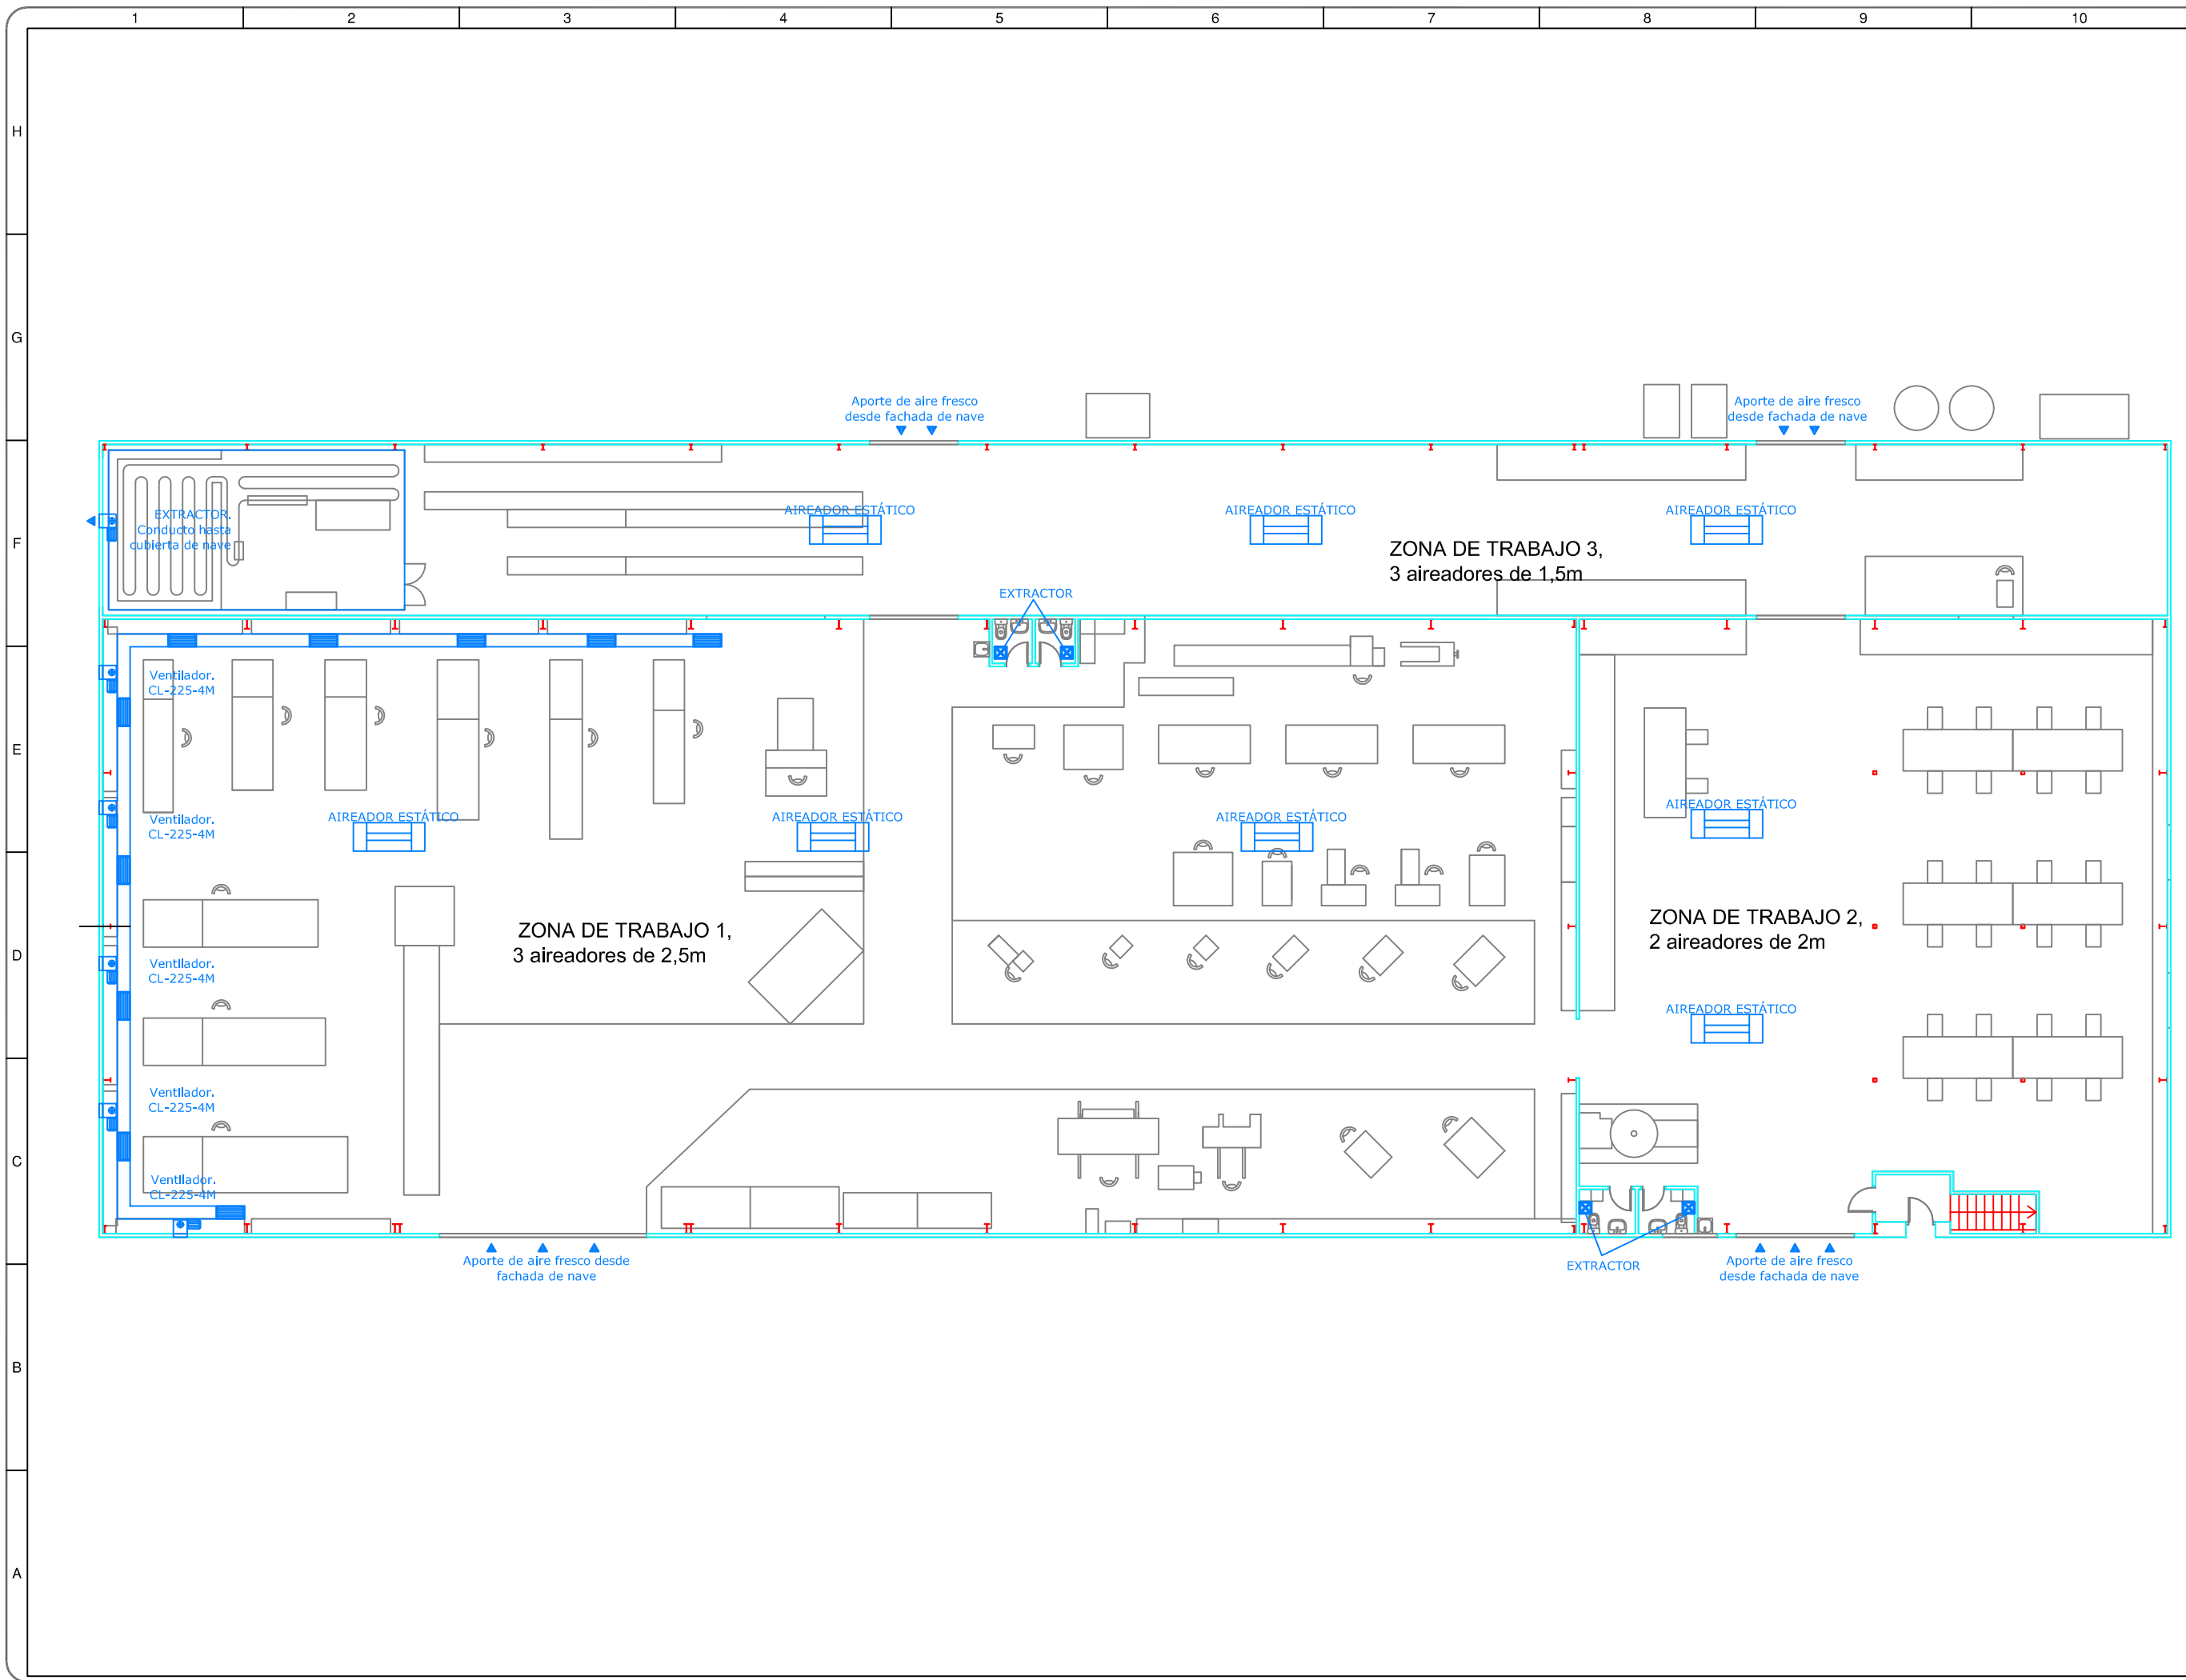 1 2 3 4 5 6 7 8 9 10
H
G
F
E
D
C
B
A
Aporte de aire fresco
desde fachada de nave
Aporte de aire fresco
desde fachada de nave
EXTRACTOR.
Conducto hasta
cubierta de nave
AIREADOR ESTÁTICO
AIREADOR ESTÁTICO
AIREADOR ESTÁTICO
ZONA DE TRABAJO 3,
3 aireadores de 1,5m
EXTRACTOR
Ventilador.
CL-225-4M
Ventilador.
CL-225-4M
AIREADOR ESTÁTICO
AIREADOR ESTÁTICO
AIREADOR ESTÁTICO
AIREADOR ESTÁTICO
ZONA DE TRABAJO 1,
3 aireadores de 2,5m
ZONA DE TRABAJO 2,
2 aireadores de 2m
Ventilador.
CL-225-4M
AIREADOR ESTÁTICO
Ventilador.
CL-225-4M
Ventilador.
CL-225-4M
Aporte de aire fresco desde
fachada de nave
EXTRACTOR
Aporte de aire fresco
desde fachada de nave